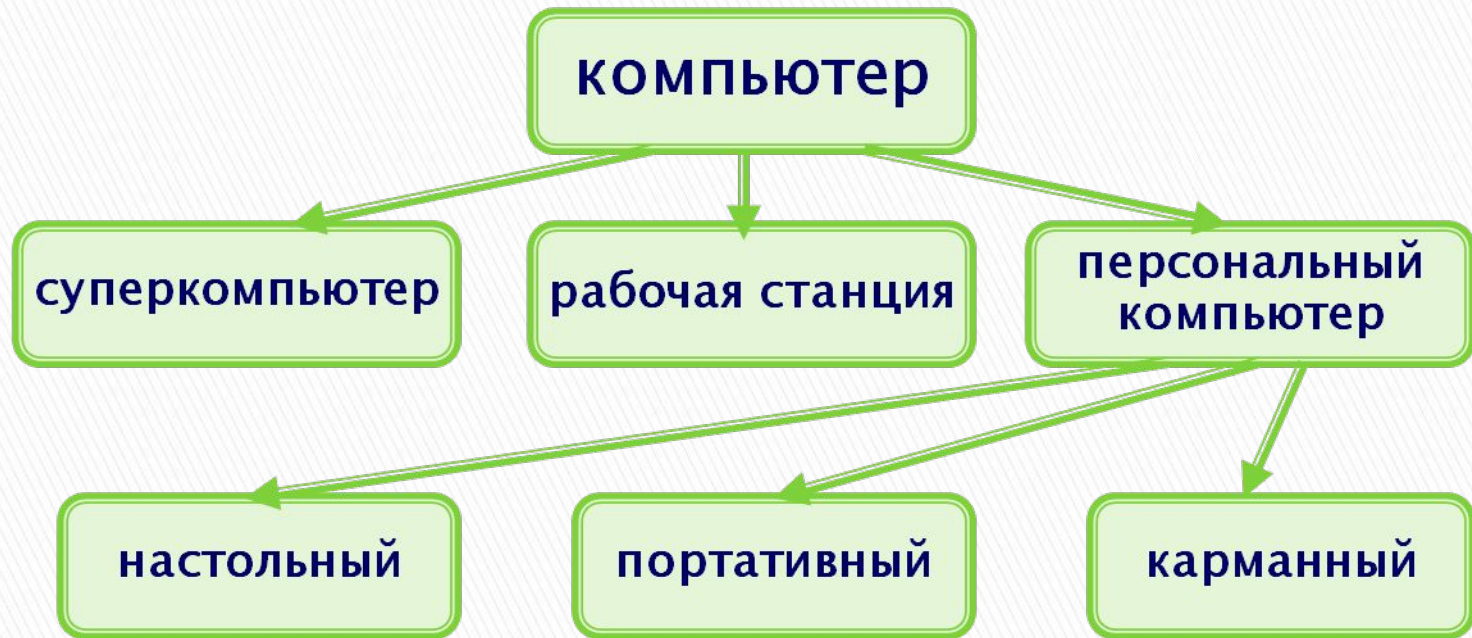 компьютер
суперкомпьютер
рабочая станция
персональный
компьютер
настольный
портативный
карманный